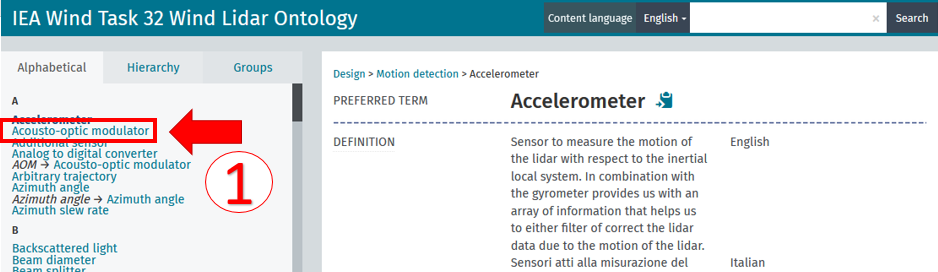 IEA Wind Task 32 Wind Lidar Ontology
Content language
English
×
Search
Alphabetical
Hierarchy
Groups
A
Accelerometer
Acousto-optic modulator
Additional sensor
Analog to digital converter
AOM → Acousto-optic modulator
Arbitrary trajectory
Azimuth angle
Azimuth angle → Azimuth angle
Azimuth slew rate
B
Backscattered light
Beam diameter
Beam splitter
1
Design > Motion detection > Accelerometer
PREFERRED TERM
Accelerometer
DEFINITION
Sensor to measure the motion of
the lidar with respect to the inertial
local system. In combination with
the gyrometer provides us with an
array of information that helps us
to either filter of correct the lidar
data due to the motion of the lidar.
English
Sensori atti alla misurazione del
Italian